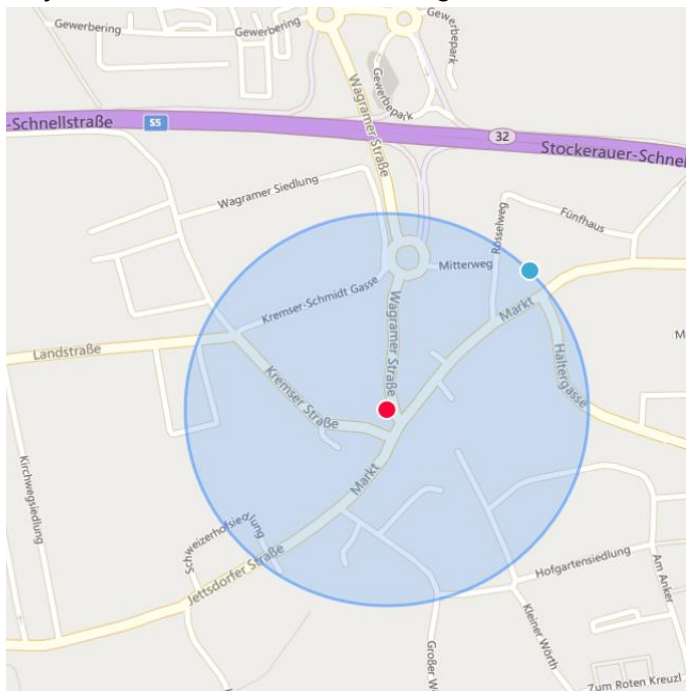 Gewerbering
Gewerbering
Gewerbepark
Gewerbepark
Wagramer Straße
-Schnellstraße
S5
32
Stockerauer-Schnel
Wagramer Siedlung
Rosselweg
Fünfhaus
Mitterweg
Kremser-Schmidt Gasse
Wagramer Straße
Markt
Landstraße
M
Haltergasse
Kremser Straße
Kirchwegsiedlung
Markt
Schweizerhofsiedlung
Jettsdorfer Straße
Hofgartensiedlung
Am Anker
Kleiner Wörth
Großer W
Zum Roten Kreuzl